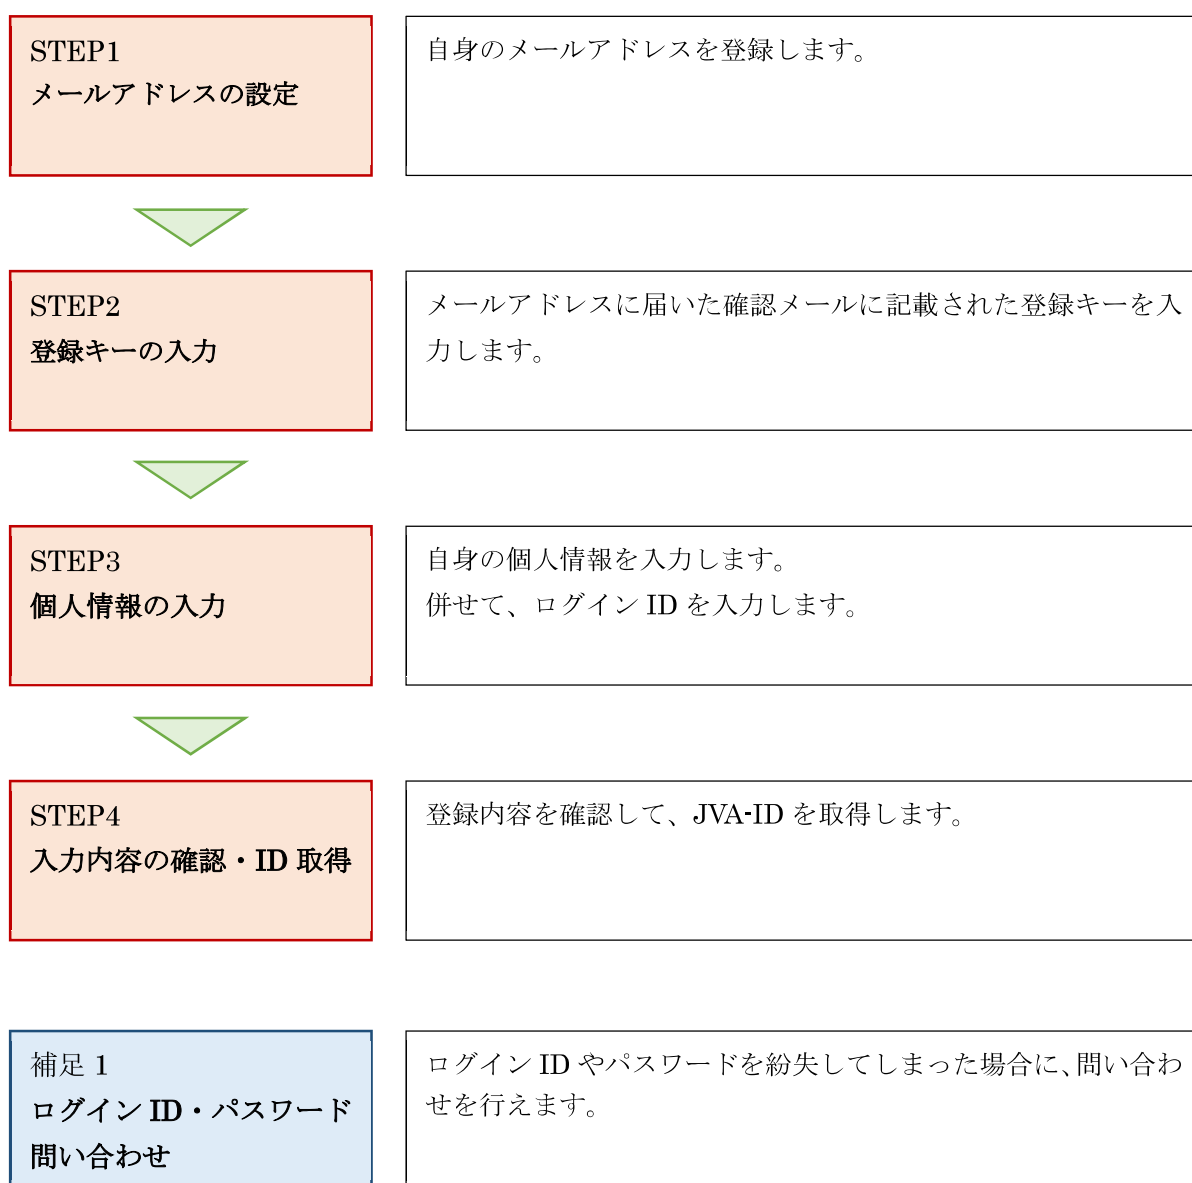 STEP1
メールアドレスの設定
自身のメールアドレスを登録します。
STEP2
登録キーの入力
メールアドレスに届いた確認メールに記載された登録キーを入
力します。
STEP3
個人情報の入力
自身の個人情報を入力します。
併せて、ログイン ID を入力します。
STEP4
入力内容の確認・ID 取得
登録内容を確認して、JVA-ID を取得します。
補足 1
ログイン ID・パスワード
問い合わせ
ログイン ID やパスワードを紛失してしまった場合に、問い合わ
せを行えます。